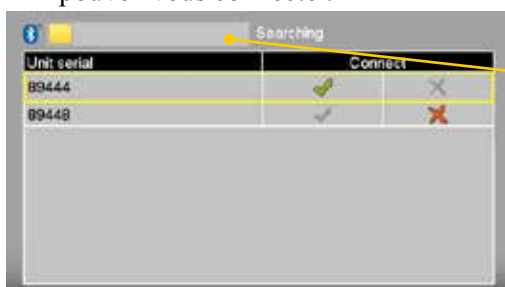 pouvez vous connecter.
Searching
Unit serial Connect
89444
89448